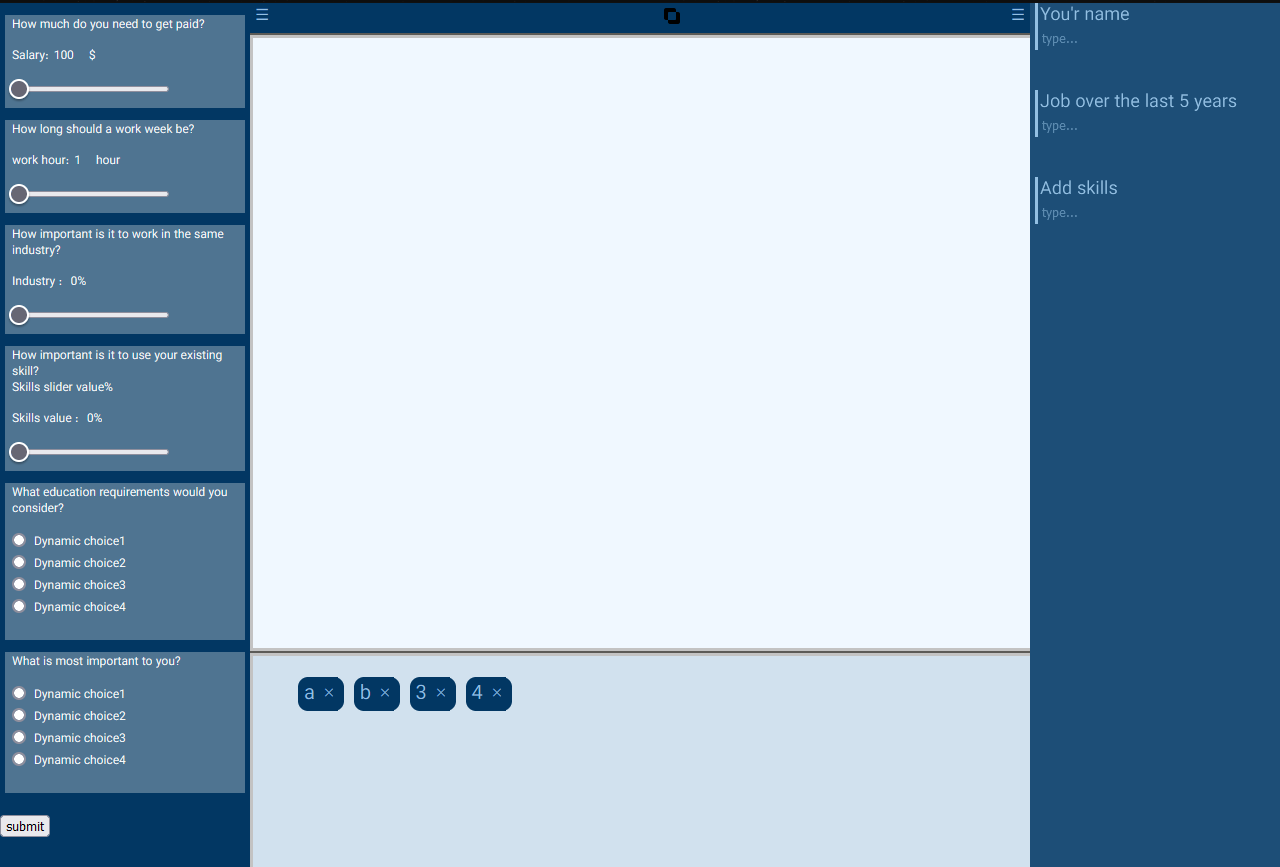 How much do you need to get paid?
Salary: 100 $
How long should a work week be?
work hour: 1 hour
How important is it to work in the same
industry?
Industry : 0%
How important is it to use your existing
skill?
Skills slider value%
Skills value : 0%
What education requirements would you
consider?
Dynamic choice1
Dynamic choice2
Dynamic choice3
Dynamic choice4
What is most important to you?
Dynamic choice1
Dynamic choice2
Dynamic choice3
Dynamic choice4
submit
a × b × 3 × 4 ×
You'r name
type...
Job over the last 5 years
type...
Add skills
type...